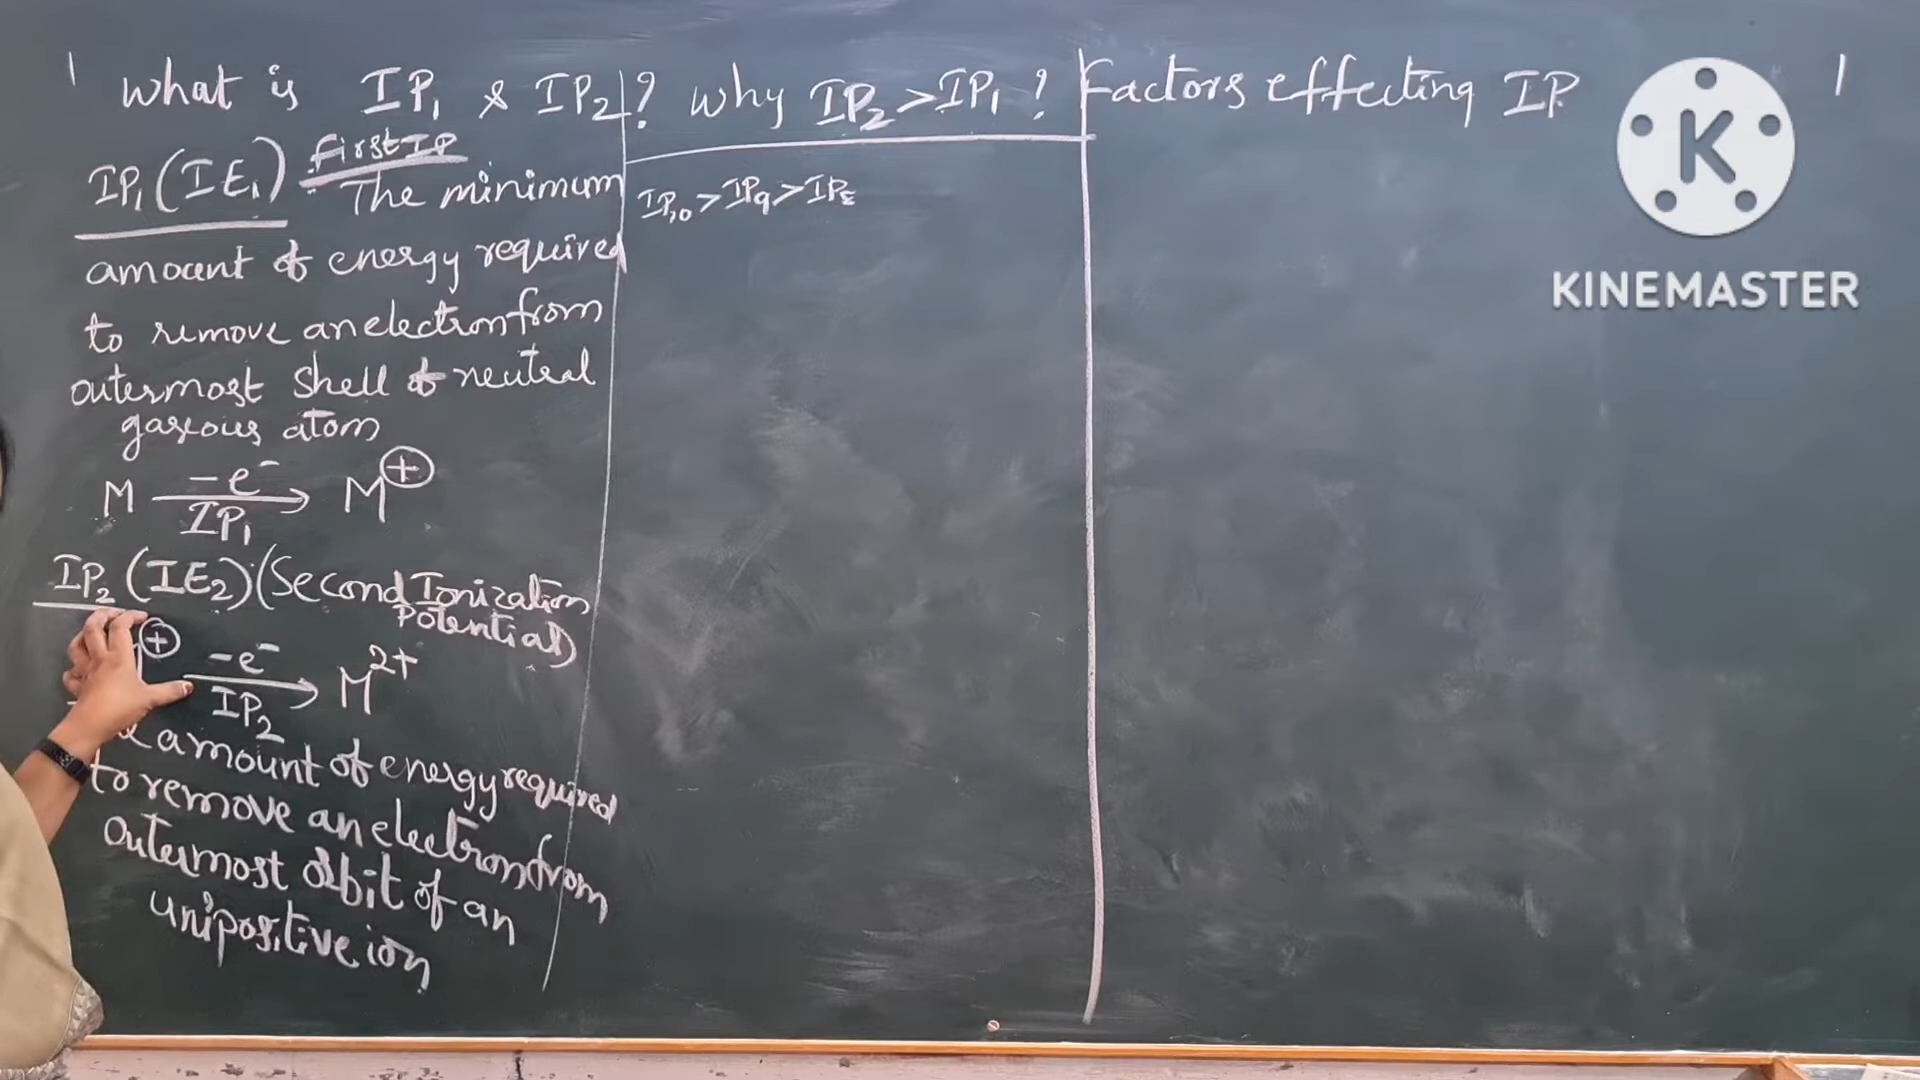 What is IP₁ & IP₂ ? Why IP₂ > IP₁ ? Factors effecting IP
IP₁ (IE₁) First IP
The minimum
amount of energy required
to remove an electron from
outermost shell of neutral
gaseous atom
M -e⁻ → M⁺
IP₁
IP₂ (IE₂) (Second Ionization
Potential)
⁺ -e⁻ → M²⁺
IP₂
amount of energy required
to remove an electron from
outermost orbit of an
unipositive ion
IP₁₀ > IP₉ > IP₈
K
KINEMASTER